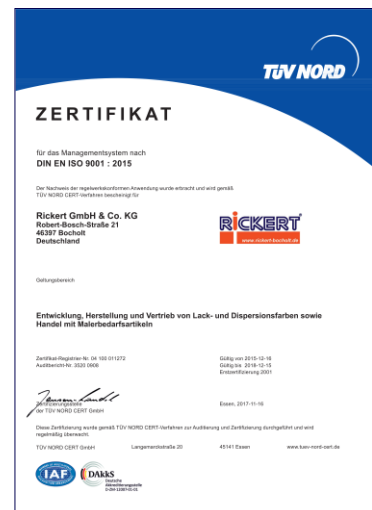 TÜV NORD
ZERTIFIKAT
für das Managementsystem nach
DIN EN ISO 9001 : 2015
Der Nachweis der regelwerkskonformen Anwendung wurde erbracht und wird gemäß
TÜV NORD CERT-Verfahren bescheinigt für
Rickert GmbH & Co. KG
Robert-Bosch-Straße 21
46397 Bocholt
Deutschland
RICKERT
www.rickert-bocholt.de
Geltungsbereich
Entwicklung, Herstellung und Vertrieb von Lack- und Dispersionsfarben sowie
Handel mit Malerbedarfsartikeln
Zertifikat-Registrier-Nr. 04 100 011272
Auditbericht-Nr. 3520 0908
Gültig von 2015-12-16
Gültig bis 2018-12-15
Erstzertifizierung 2001
Zertifizierungsstelle
der TÜV NORD CERT GmbH
Essen, 2017-11-16
Diese Zertifizierung wurde gemäß TÜV NORD CERT-Verfahren zur Auditierung und Zertifizierung durchgeführt und wird
regelmäßig überwacht.
TÜV NORD CERT GmbH Langemarckstraße 20 45141 Essen www.tuev-nord-cert.de
IAF
DAkkS
Deutsche
Akkreditierungsstelle
D-ZM-12007-01-01